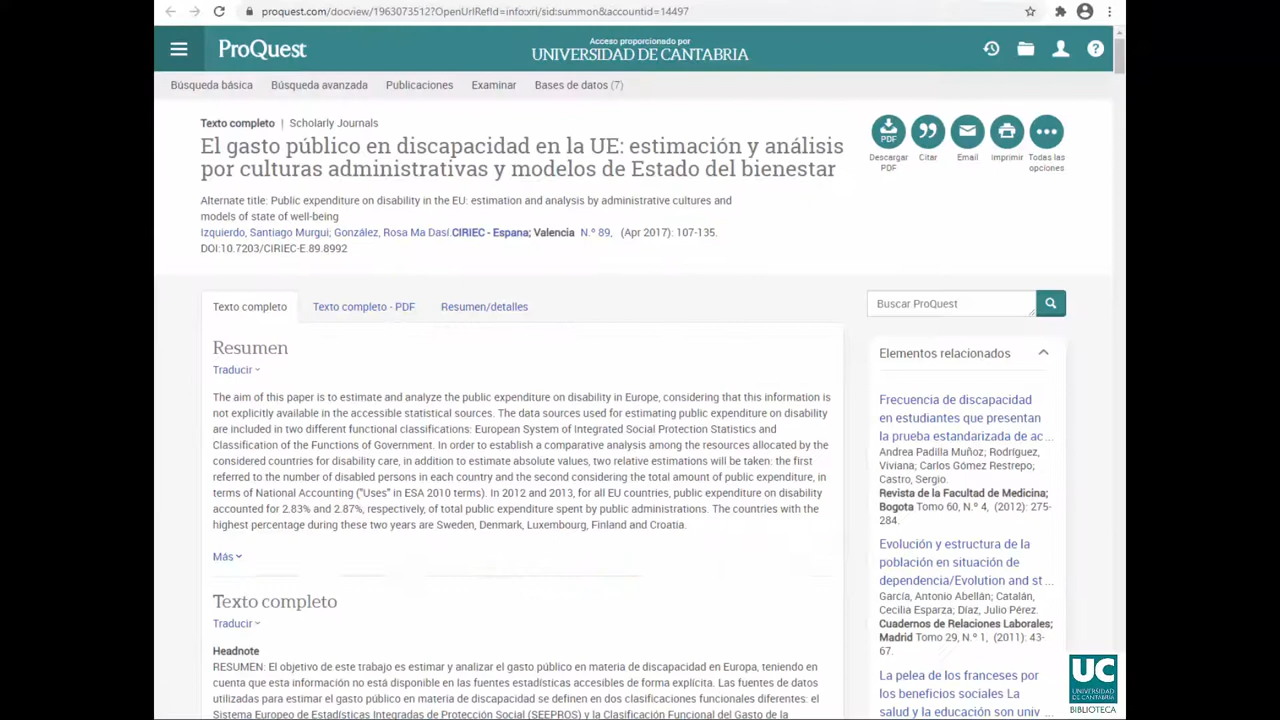 proquest.com/docview/1963073512?OpenUrlRefId=info:xri/sid:summon&accountid=14497
ProQuest
Acceso proporcionado por
UNIVERSIDAD DE CANTABRIA
Búsqueda básica Búsqueda avanzada Publicaciones Examinar Bases de datos (7)
Texto completo | Scholarly Journals
El gasto público en discapacidad en la UE: estimación y análisis
por culturas administrativas y modelos de Estado del bienestar
Alternate title: Public expenditure on disability in the EU: estimation and analysis by administrative cultures and
models of state of well-being
Izquierdo, Santiago Murgui; González, Rosa Ma Dasí.CIRIEC - Espana; Valencia N.º 89, (Apr 2017): 107-135.
DOI:10.7203/CIRIEC-E.89.8992
PDF
Descargar
PDF
Citar
Email
Imprimir
Todas las
opciones
Texto completo Texto completo - PDF Resumen/detalles
Resumen
Traducir
The aim of this paper is to estimate and analyze the public expenditure on disability in Europe, considering that this information is
not explicitly available in the accessible statistical sources. The data sources used for estimating public expenditure on disability
are included in two different functional classifications: European System of Integrated Social Protection Statistics and
Classification of the Functions of Government. In order to establish a comparative analysis among the resources allocated by the
considered countries for disability care, in addition to estimate absolute values, two relative estimations will be taken: the first
referred to the number of disabled persons in each country and the second considering the total amount of public expenditure, in
terms of National Accounting ("Uses" in ESA 2010 terms). In 2012 and 2013, for all EU countries, public expenditure on disability
accounted for 2.83% and 2.87%, respectively, of total public expenditure spent by public administrations. The countries with the
highest percentage during these two years are Sweden, Denmark, Luxembourg, Finland and Croatia.
Más
Texto completo
Traducir
Headnote
RESUMEN: El objetivo de este trabajo es estimar y analizar el gasto público en materia de discapacidad en Europa, teniendo en
cuenta que esta información no está disponible en las fuentes estadísticas accesibles de forma explícita. Las fuentes de datos
utilizadas para estimar el gasto público en materia de discapacidad se definen en dos clasificaciones funcionales diferentes: el
Sistema Europeo de Estadísticas Integradas de Protección Social (SEEPROS) y la Clasificación Funcional del Gasto de la
Buscar ProQuest
Elementos relacionados
Frecuencia de discapacidad
en estudiantes que presentan
la prueba estandarizada de ac...
Andrea Padilla Muñoz; Rodríguez,
Viviana; Carlos Gómez Restrepo;
Castro, Sergio.
Revista de la Facultad de Medicina;
Bogota Tomo 60, N.º 4, (2012): 275-
284.
Evolución y estructura de la
población en situación de
dependencia/Evolution and st ...
García, Antonio Abellán; Catalán,
Cecilia Esparza; Díaz, Julio Pérez.
Cuadernos de Relaciones Laborales;
Madrid Tomo 29, N.º 1, (2011): 43-
67.
La pelea de los franceses por
los beneficios sociales La
salud y la educación son univ ...
UC
UNIVERSIDAD
DE CANTABRIA
BIBLIOTECA